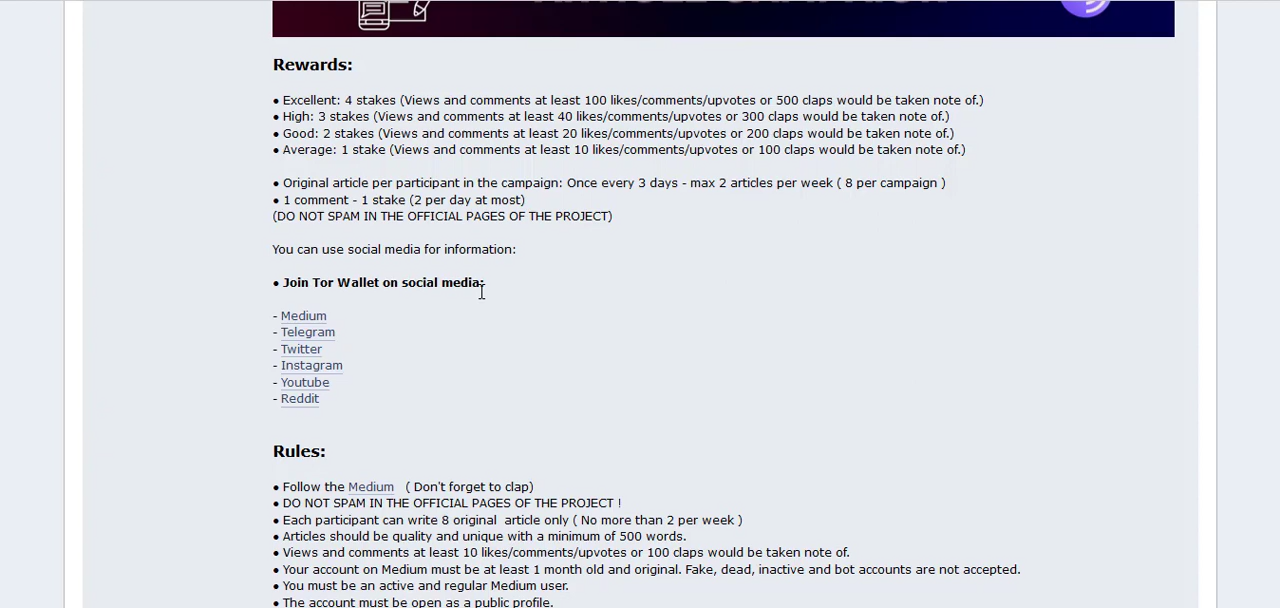 Rewards:
● Excellent: 4 stakes (Views and comments at least 100 likes/comments/upvotes or 500 claps would be taken note of.)
● High: 3 stakes (Views and comments at least 40 likes/comments/upvotes or 300 claps would be taken note of.)
● Good: 2 stakes (Views and comments at least 20 likes/comments/upvotes or 200 claps would be taken note of.)
● Average: 1 stake (Views and comments at least 10 likes/comments/upvotes or 100 claps would be taken note of.)
● Original article per participant in the campaign: Once every 3 days - max 2 articles per week ( 8 per campaign )
● 1 comment - 1 stake (2 per day at most)
(DO NOT SPAM IN THE OFFICIAL PAGES OF THE PROJECT)
You can use social media for information:
● Join Tor Wallet on social media:
- Medium
- Telegram
- Twitter
- Instagram
- Youtube
- Reddit
Rules:
● Follow the Medium ( Don't forget to clap)
● DO NOT SPAM IN THE OFFICIAL PAGES OF THE PROJECT !
● Each participant can write 8 original article only ( No more than 2 per week )
● Articles should be quality and unique with a minimum of 500 words.
● Views and comments at least 10 likes/comments/upvotes or 100 claps would be taken note of.
● Your account on Medium must be at least 1 month old and original. Fake, dead, inactive and bot accounts are not accepted.
● You must be an active and regular Medium user.
● The account must be open as a public profile.